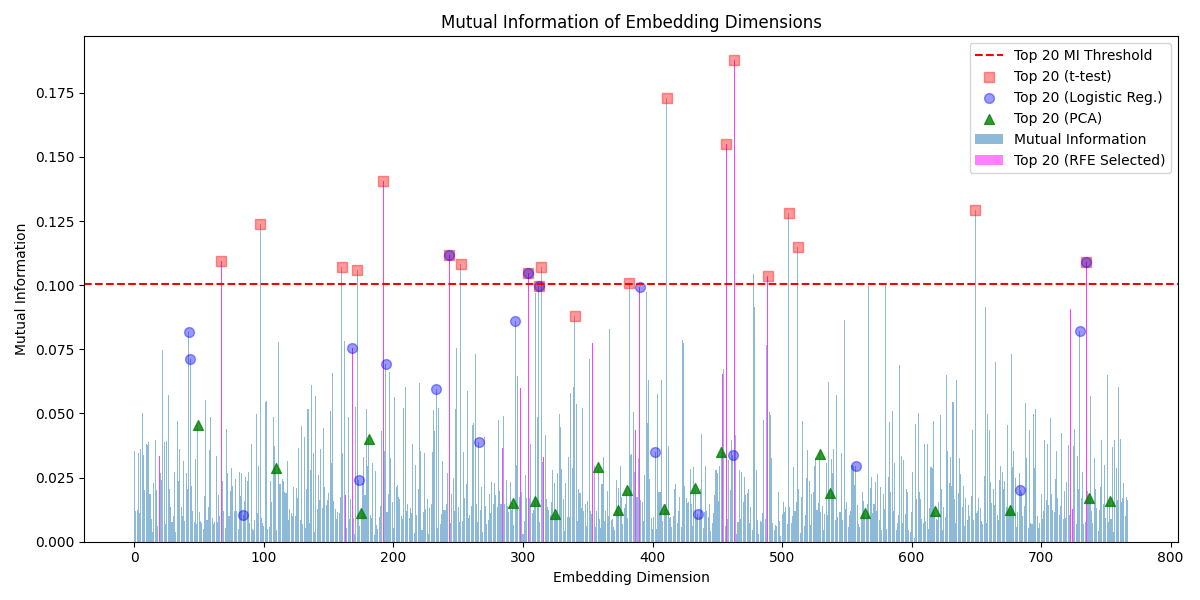 Mutual Information of Embedding Dimensions
Top 20 MI Threshold
Top 20 (t-test)
Top 20 (Logistic Reg.)
Top 20 (PCA)
Mutual Information
Top 20 (RFE Selected)
Mutual Information
0.175
0.150
0.125
0.100
0.075
0.050
0.025
0.000
0 100 200 300 400 500 600 700 800
Embedding Dimension